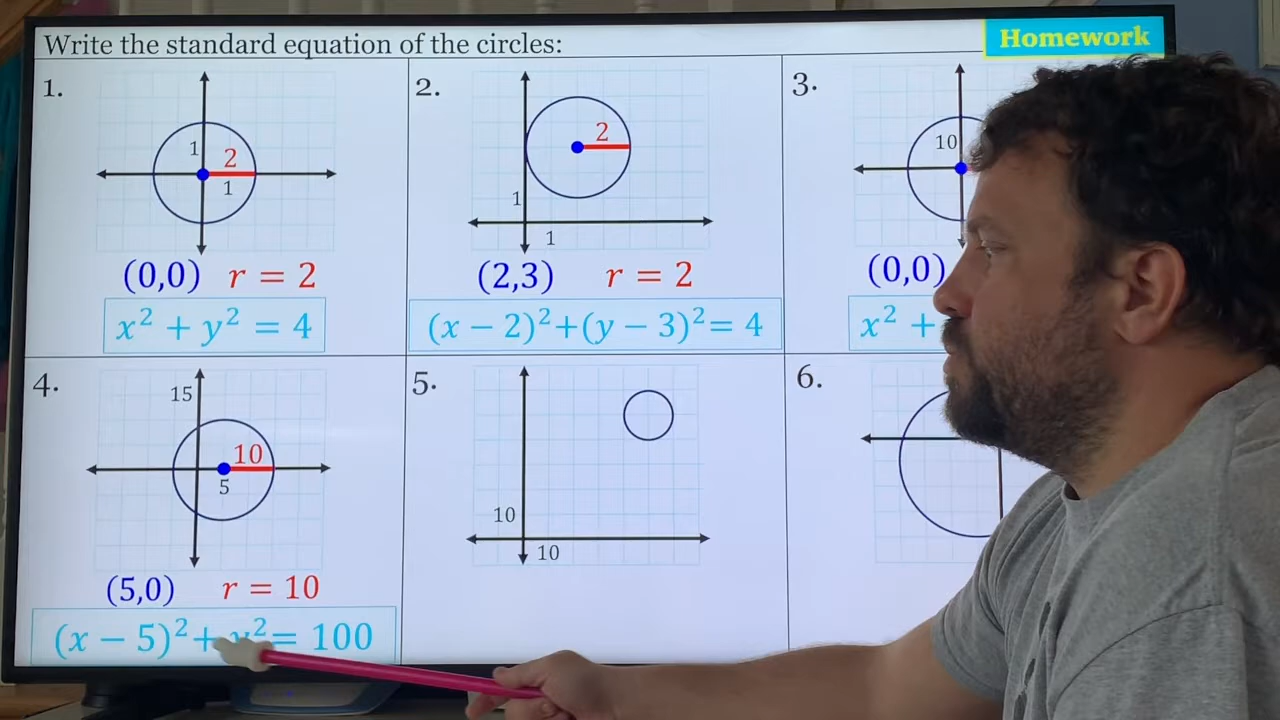 Write the standard equation of the circles:
Homework
1.
1
2
1
(0,0) r = 2
x² + y² = 4
2.
2
1
1
(2,3) r = 2
(x − 2)²+(y − 3)²= 4
3.
10
(0,0)
x² +
4.
15
10
5
(5,0) r = 10
(x − 5)²+ y²= 100
5.
10
10
6.